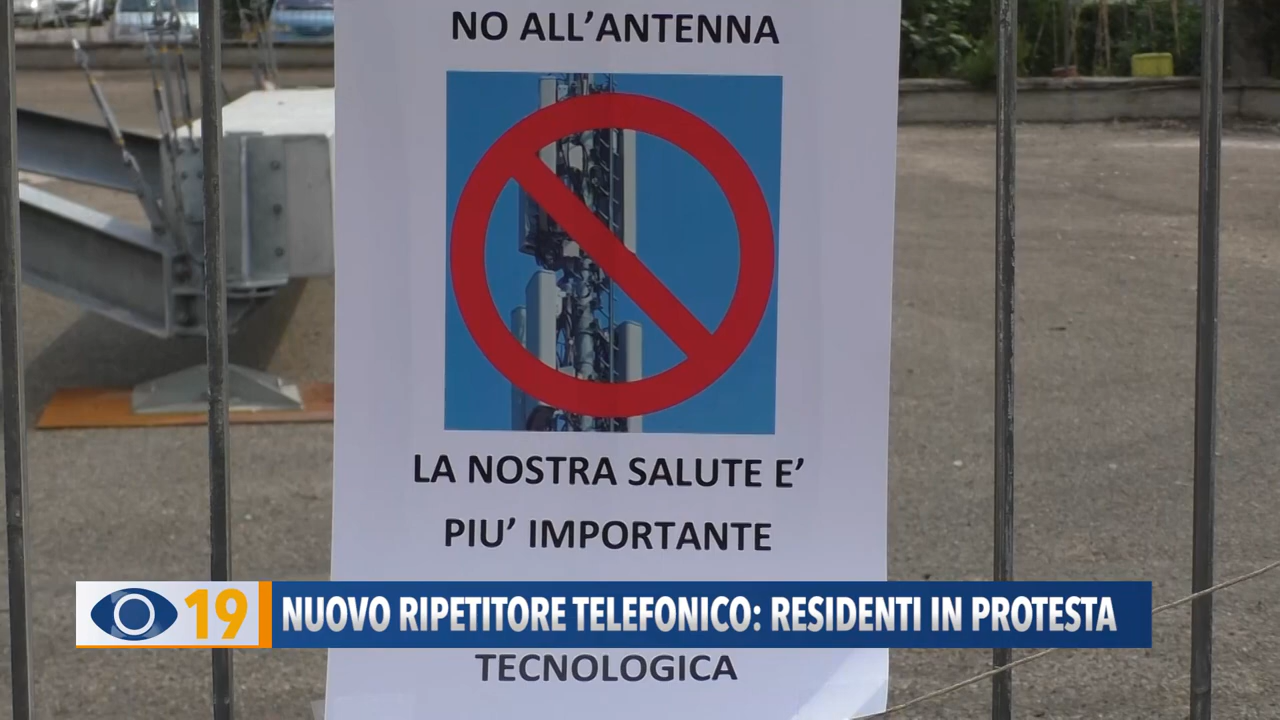 NO ALL'ANTENNA
LA NOSTRA SALUTE E'
PIU' IMPORTANTE
19 NUOVO RIPETITORE TELEFONICO: RESIDENTI IN PROTESTA
TECNOLOGICA